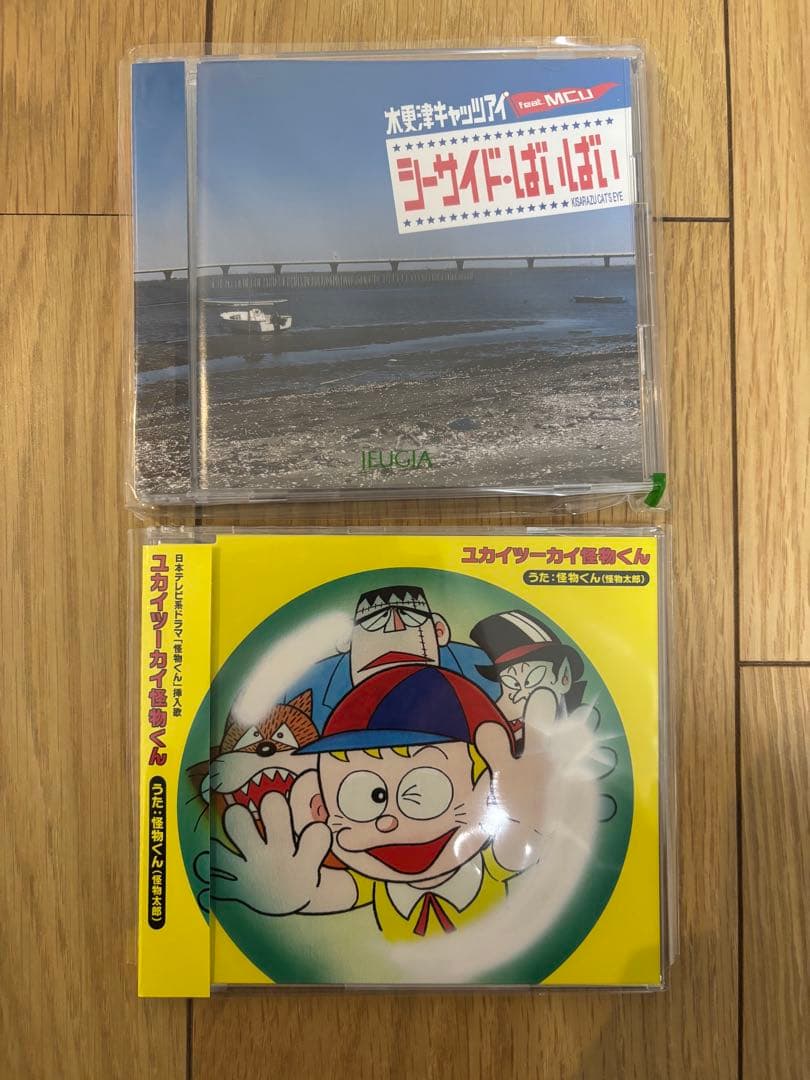 木更津キャッツアイ feat.MCU
シーサイド・ばいばい
KISARAZU CAT'S EYE
JEUGIA
ユカイツーカイ怪物くん
うた:怪物くん(怪物太郎)
日本テレビ系ドラマ「怪物くん」挿入歌
ユカイツーカイ怪物くん
うた:怪物くん(怪物太郎)